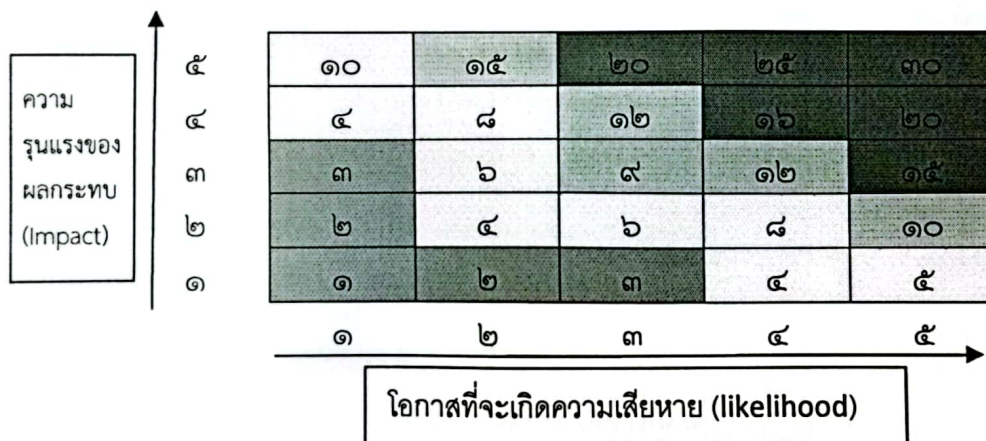 ๕ ๑๐ ๑๕ ๒๐ ๒๕ ๓๐
ความ
รุนแรงของ
ผลกระทบ
(Impact)
๔ ๔ ๘ ๑๒ ๑๖ ๒๐
๓ ๓ ๖ ๙ ๑๒ ๑๕
๒ ๒ ๔ ๖ ๘ ๑๐
๑ ๑ ๒ ๓ ๔ ๕
๑ ๒ ๓ ๔ ๕
โอกาสที่จะเกิดความเสียหาย (likelihood)